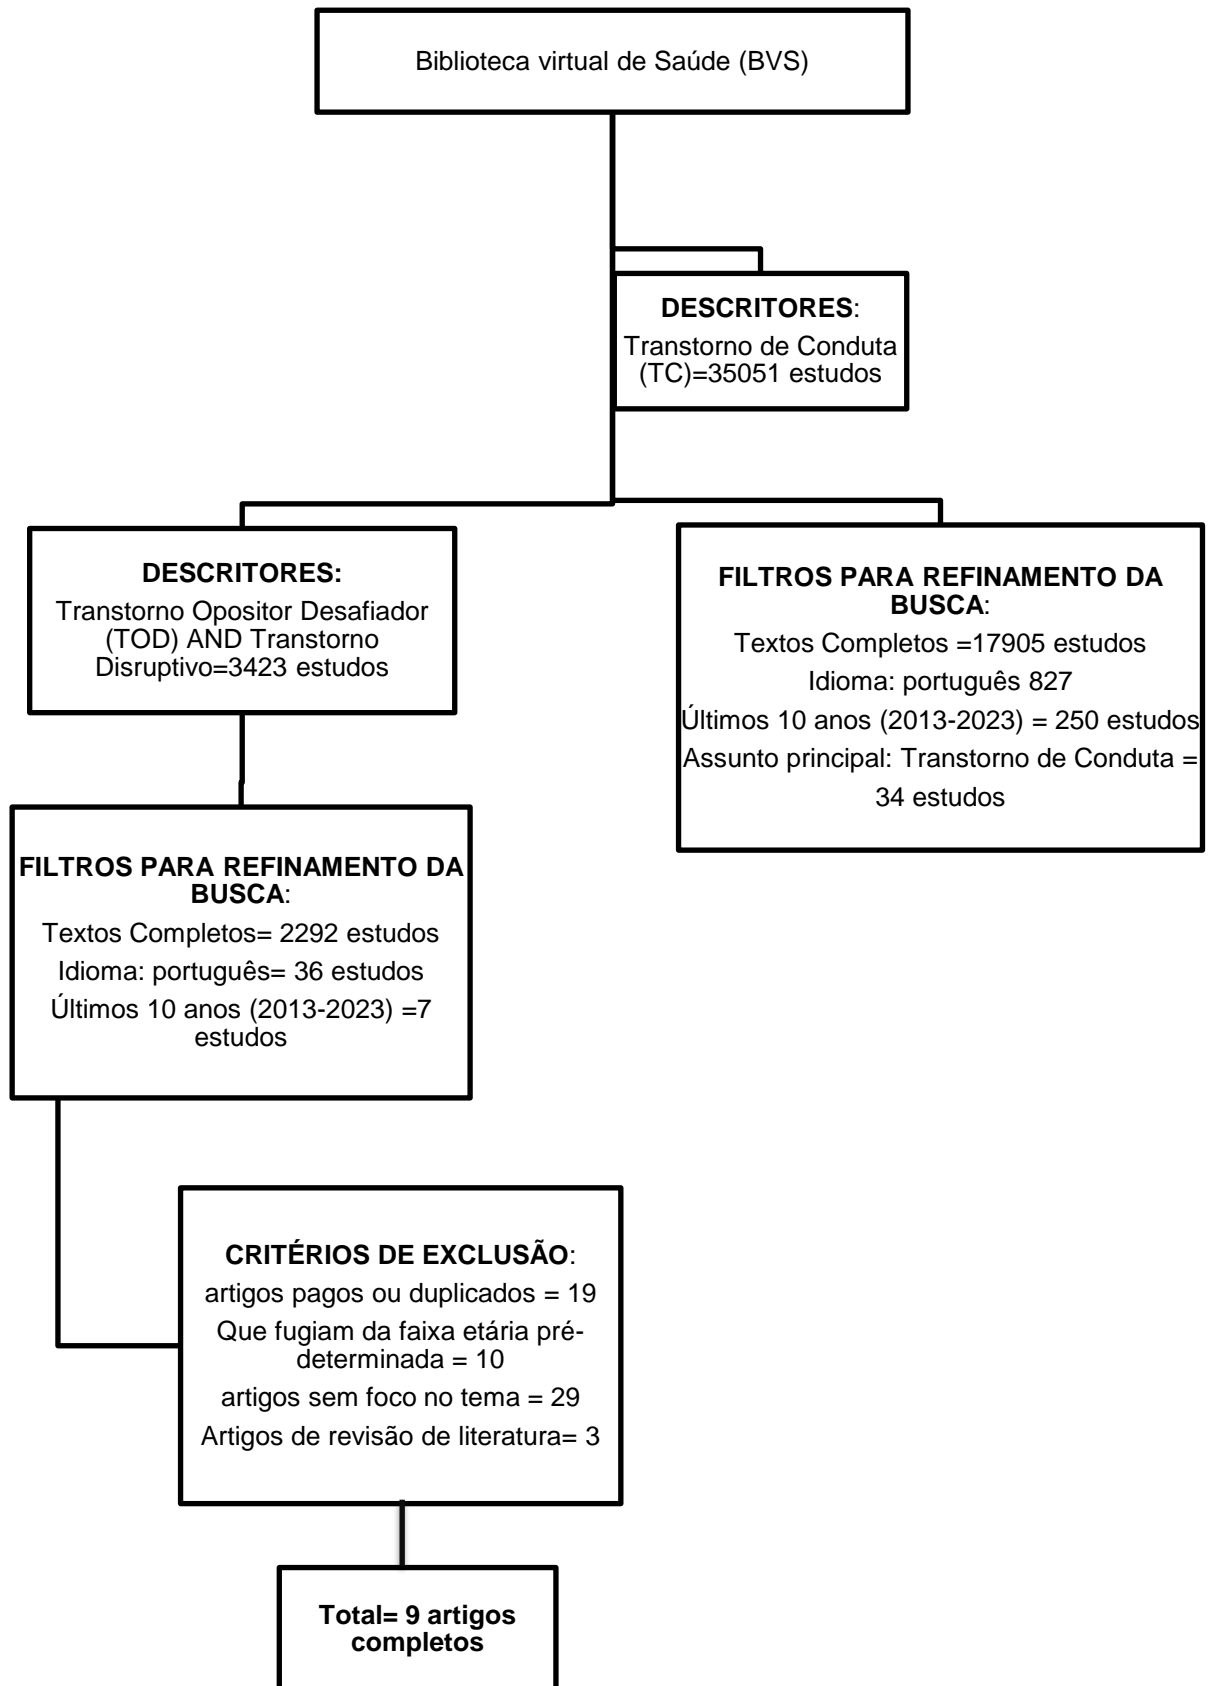 Biblioteca virtual de Saúde (BVS)
DESCRITORES:
Transtorno de Conduta
(TC)=35051 estudos
DESCRITORES:
Transtorno Opositor Desafiador
(TOD) AND Transtorno
Disruptivo=3423 estudos
FILTROS PARA REFINAMENTO DA
BUSCA:
Textos Completos =17905 estudos
Idioma: português 827
Últimos 10 anos (2013-2023) = 250 estudos
Assunto principal: Transtorno de Conduta =
34 estudos
FILTROS PARA REFINAMENTO DA
BUSCA:
Textos Completos= 2292 estudos
Idioma: português= 36 estudos
Últimos 10 anos (2013-2023) =7
estudos
CRITÉRIOS DE EXCLUSÃO:
artigos pagos ou duplicados = 19
Que fugiam da faixa etária pré-
determinada = 10
artigos sem foco no tema = 29
Artigos de revisão de literatura= 3
Total= 9 artigos
completos